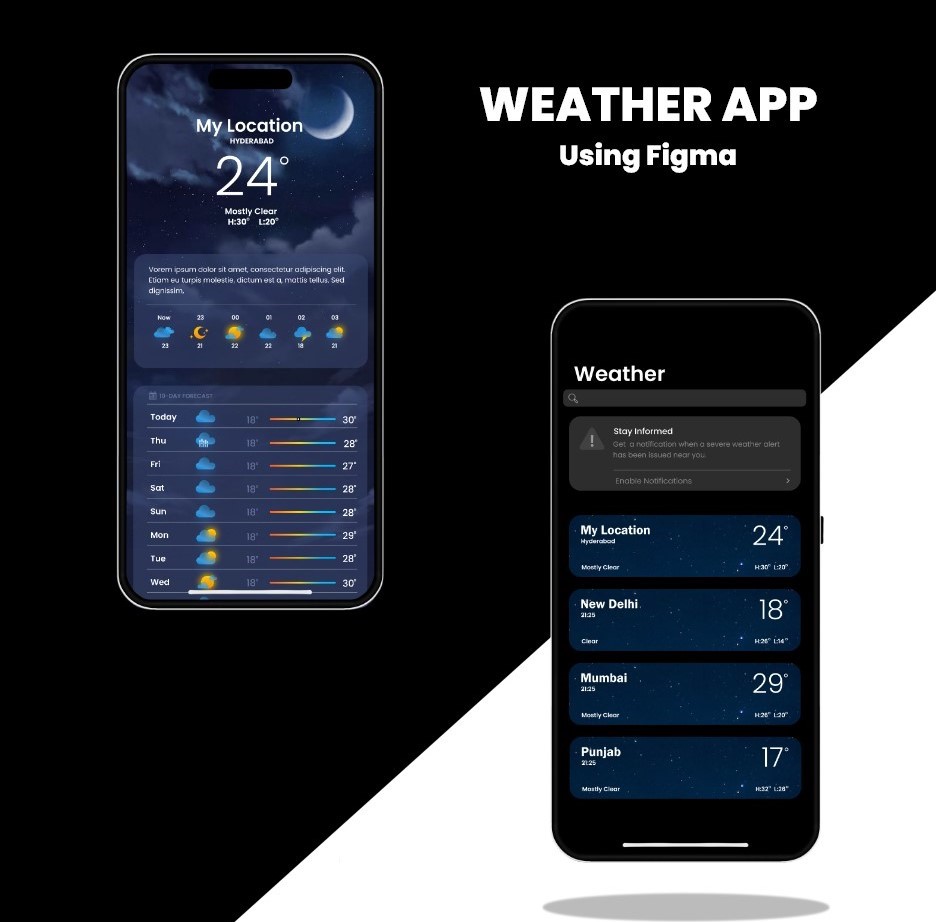 WEATHER APP
Using Figma
My Location
HYDERABAD
24°
Mostly Clear
H:30° L:20°
Vorem ipsum dolor sit amet, consectetur adipiscing elit.
Etiam eu turpis molestie, dictum est a, mattis tellus. Sed
dignissim,
Now 23 00 01 02 03
23 21 22 22 18 21
10-DAY FORECAST
Today 18° 30°
Thu 18° 28°
Fri 18° 27°
Sat 18° 28°
Sun 18° 28°
Mon 18° 29°
Tue 18° 28°
Wed 18° 30°
Weather
Stay Informed
Get a notification when a severe weather alert
has been issued near you.
Enable Notifications
My Location 24°
Hyderabad
Mostly Clear H:30° L:20°
New Delhi 18°
21:25
Clear H:26° L:14°
Mumbai 29°
21:25
Mostly Clear H:26° L:20°
Punjab 17°
21:25
Mostly Clear H:32° L:26°